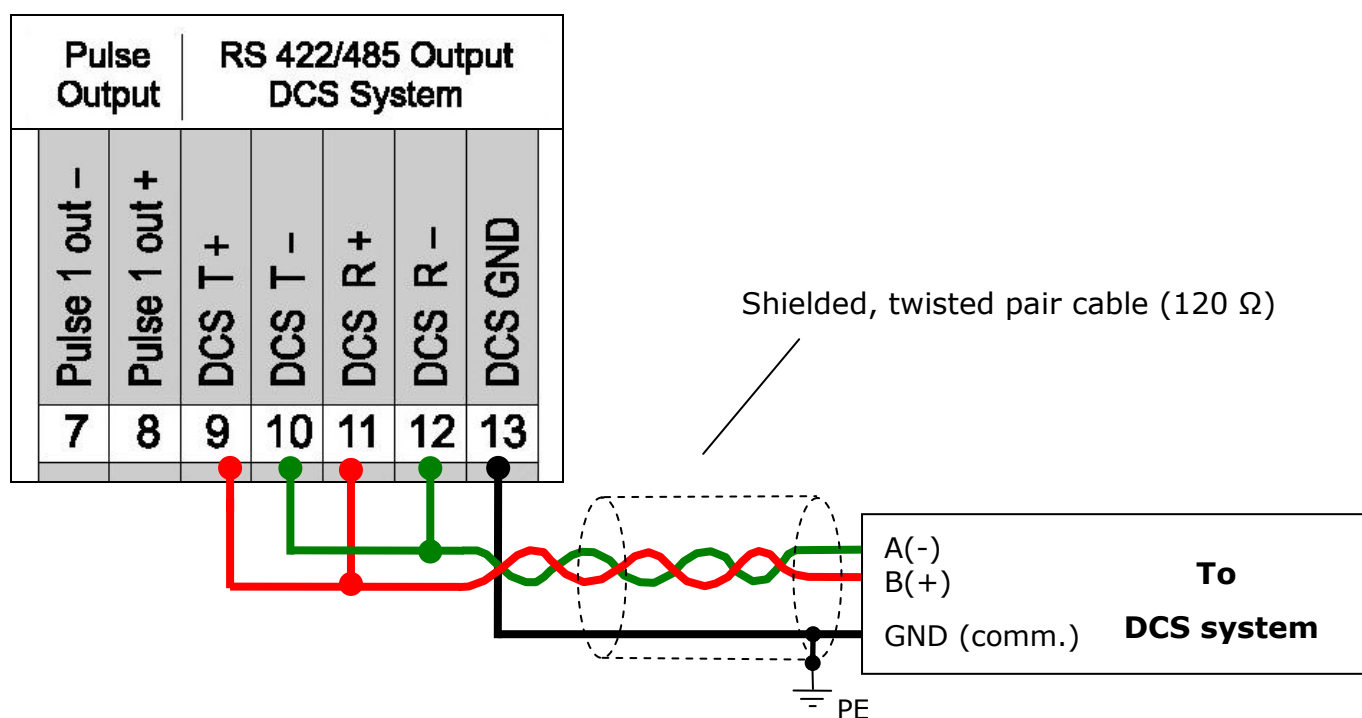 Pulse
Output
RS 422/485 Output
DCS System
Pulse 1 out –
Pulse 1 out +
DCS T+
DCS T –
DCS R +
DCS R –
DCS GND
7
8
9
10
11
12
13
Shielded, twisted pair cable (120 Ω)
A(-)
B(+)
GND (comm.)
To
DCS system
PE